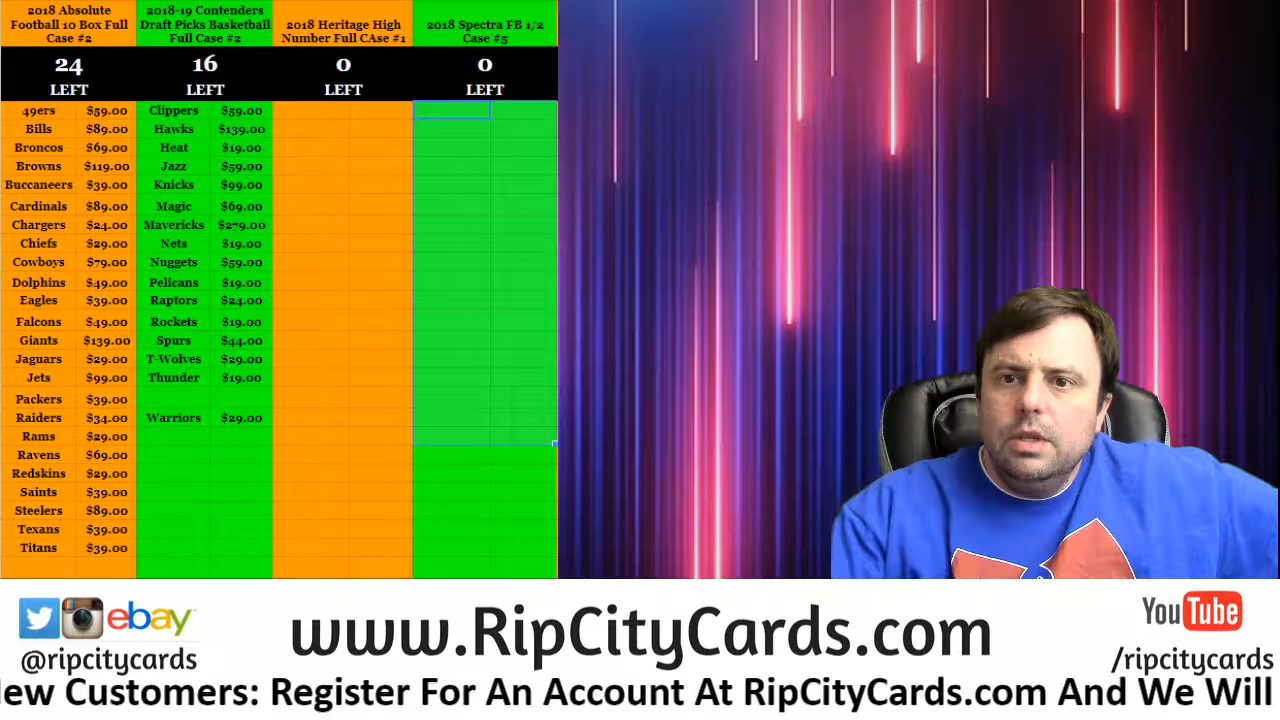 2018 Absolute Football 10 Box Full Case #2
24
LEFT
49ers $59.00
Bills $89.00
Broncos $69.00
Browns $119.00
Buccaneers $39.00
Cardinals $89.00
Chargers $24.00
Chiefs $29.00
Cowboys $79.00
Dolphins $49.00
Eagles $39.00
Falcons $49.00
Giants $139.00
Jaguars $29.00
Jets $99.00
Packers $39.00
Raiders $34.00
Rams $29.00
Ravens $69.00
Redskins $29.00
Saints $39.00
Steelers $89.00
Texans $39.00
Titans $39.00
2018-19 Contenders Draft Picks Basketball Full Case #2
16
LEFT
Clippers $59.00
Hawks $139.00
Heat $19.00
Jazz $59.00
Knicks $99.00
Magic $69.00
Mavericks $279.00
Nets $19.00
Nuggets $59.00
Pelicans $19.00
Raptors $24.00
Rockets $19.00
Spurs $44.00
T-Wolves $29.00
Thunder $19.00
Warriors $29.00
2018 Heritage High Number Full CAse #1
0
LEFT
2018 Spectra FB 1/2 Case #5
0
LEFT
ebay
@ripcitycards
www.RipCityCards.com
YouTube
/ripcitycards
New Customers: Register For An Account At RipCityCards.com And We Will